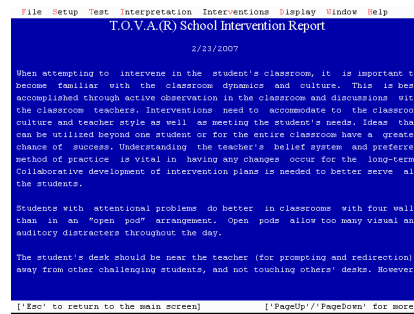 File Setup Test Interpretation Interventions Display Window Help
T.O.V.A.(R) School Intervention Report
2/23/2007
When attempting to intervene in the student's classroom, it is important t
become familiar with the classroom dynamics and culture. This is bes
accomplished through active observation in the classroom and discussions wit
the classroom teachers. Interventions need to accommodate to the classroo
culture and teacher style as well as meeting the student's needs. Ideas tha
can be utilized beyond one student or for the entire classroom have a greate
chance of success. Understanding the teacher's belief system and preferre
method of practice is vital in having any changes occur for the long-term
Collaborative development of intervention plans is needed to better serve al
the students.
Students with attentional problems do better in classrooms with four wall
than in an "open pod" arrangement. Open pods allow too many visual an
auditory distracters throughout the day.
The student's desk should be near the teacher (for prompting and redirection)
away from other challenging students, and not touching others' desks. However
['Esc' to return to the main screen] ['PageUp'/'PageDown' for more